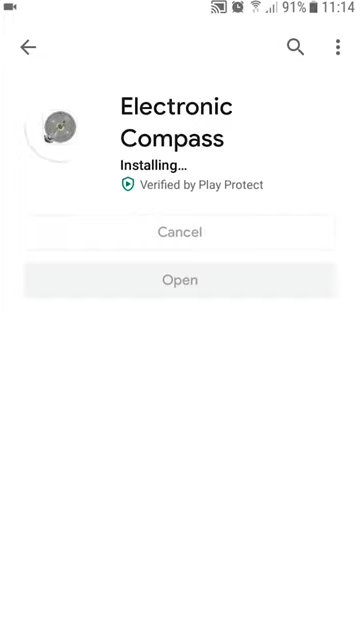 91% 11:14
Electronic
Compass
Installing...
Verified by Play Protect
Cancel
Open